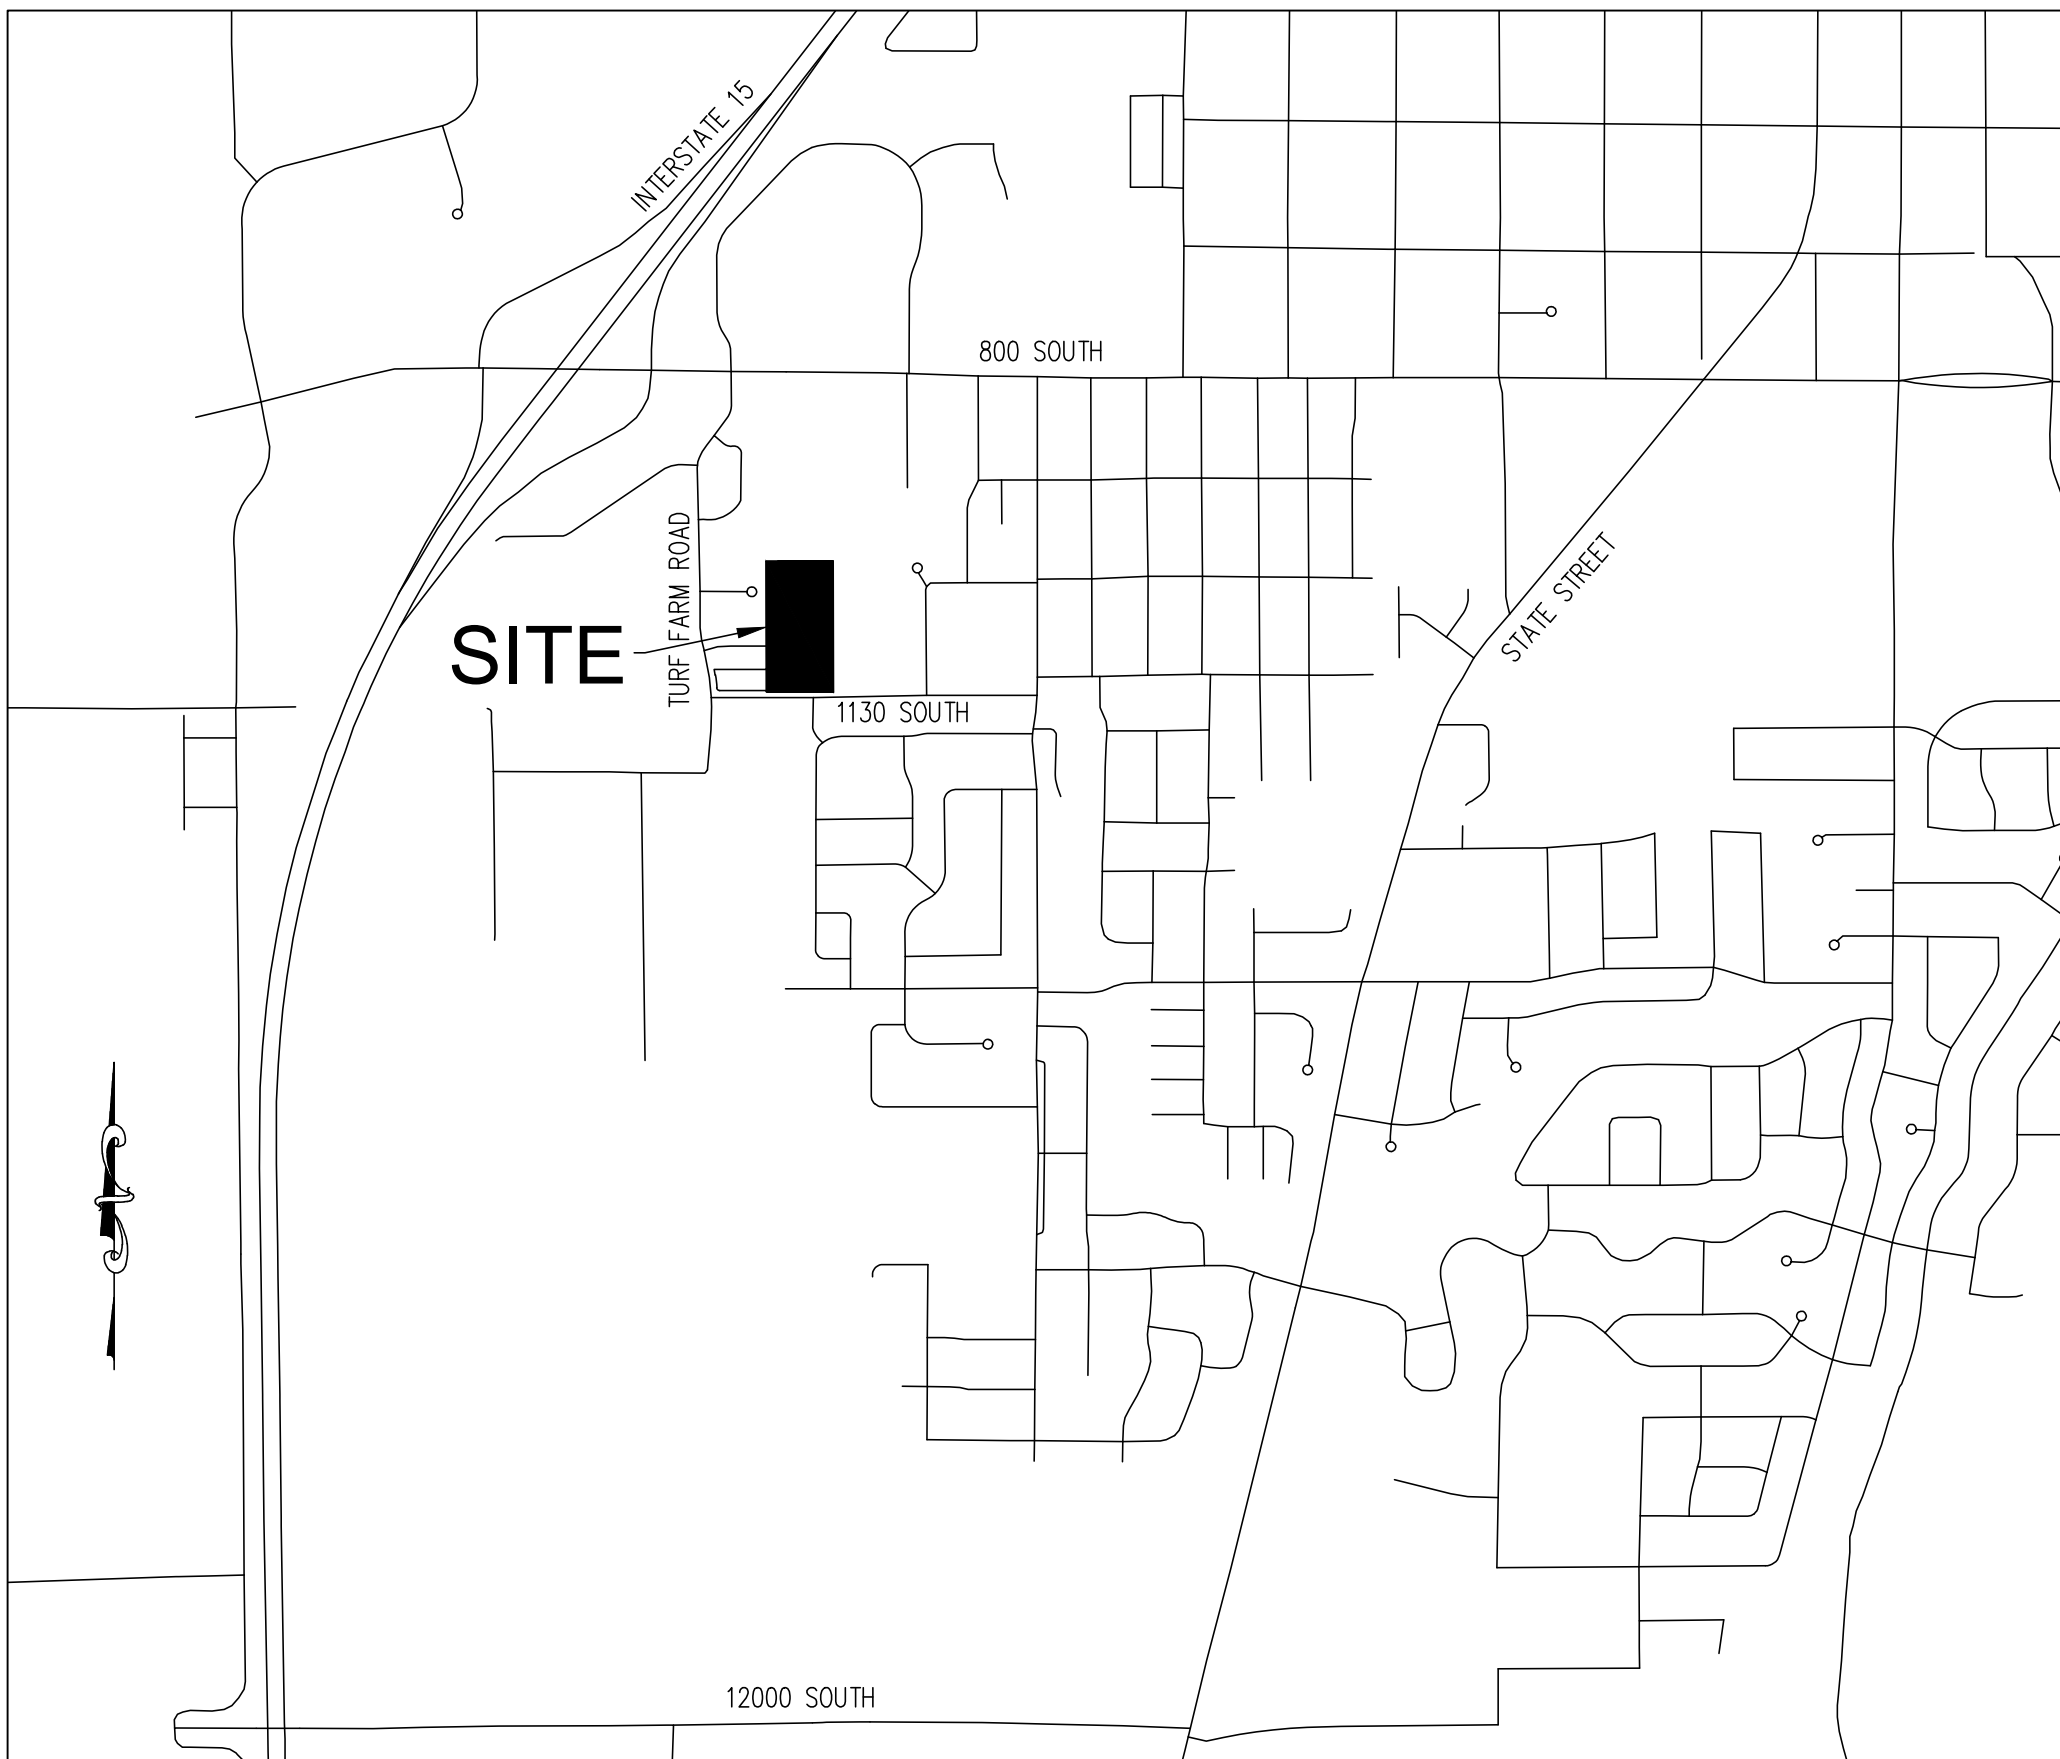 INTERSTATE 15
800 SOUTH
TURF FARM ROAD
STATE STREET
SITE
1130 SOUTH
12000 SOUTH